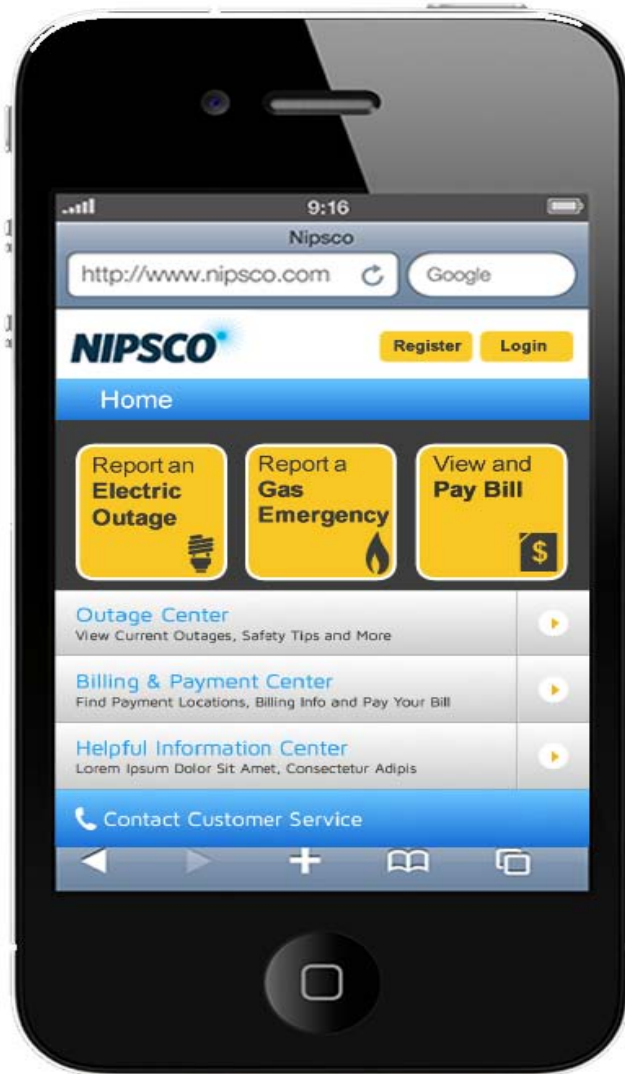 9:16
Nipsco
http://www.nipsco.com
Google
NIPSCO
Register
Login
Home
Report an
Electric
Outage
Report a
Gas
Emergency
View and
Pay Bill
$
Outage Center
View Current Outages, Safety Tips and More
Billing & Payment Center
Find Payment Locations, Billing Info and Pay Your Bill
Helpful Information Center
Lorem Ipsum Dolor Sit Amet, Consectetur Adipis
Contact Customer Service